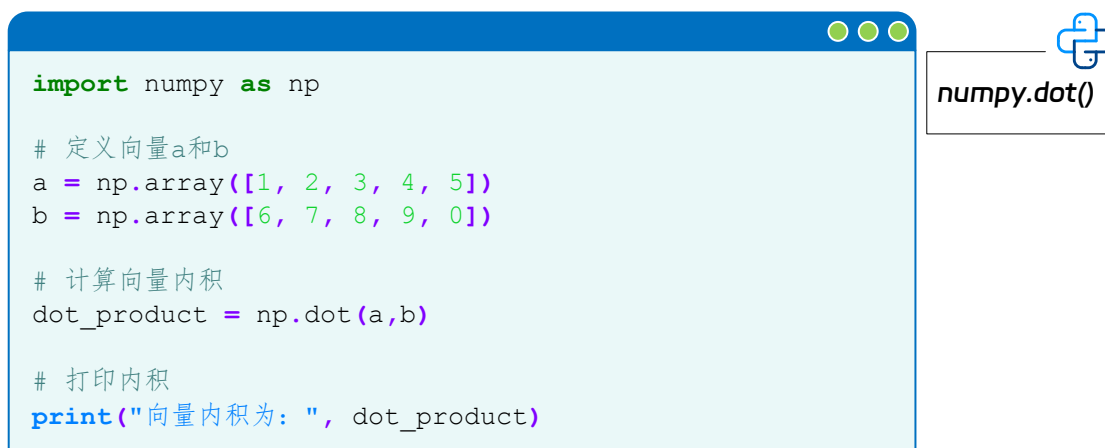 import numpy as np
# 定义向量a和b
a = np.array([1, 2, 3, 4, 5])
b = np.array([6, 7, 8, 9, 0])
# 计算向量内积
dot_product = np.dot(a,b)
# 打印内积
print("向量内积为: ", dot_product)
numpy.dot()